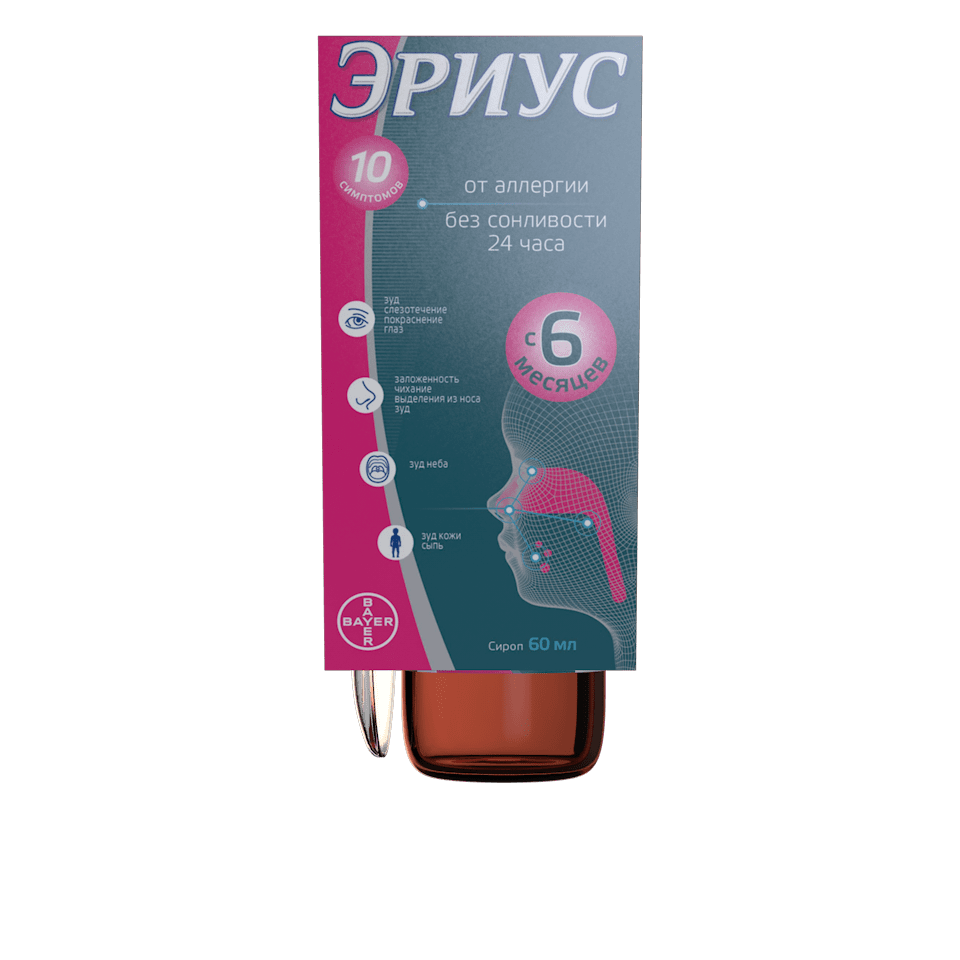 ЭРИУС
10
симптомов
от аллергии
без сонливости
24 часа
зуд
слезотечение
покраснение
глаз
с 6
месяцев
заложенность
чихание
выделения из носа
зуд
зуд неба
зуд кожи
сыпь
BAYER
BAYER
Сироп 60 мл